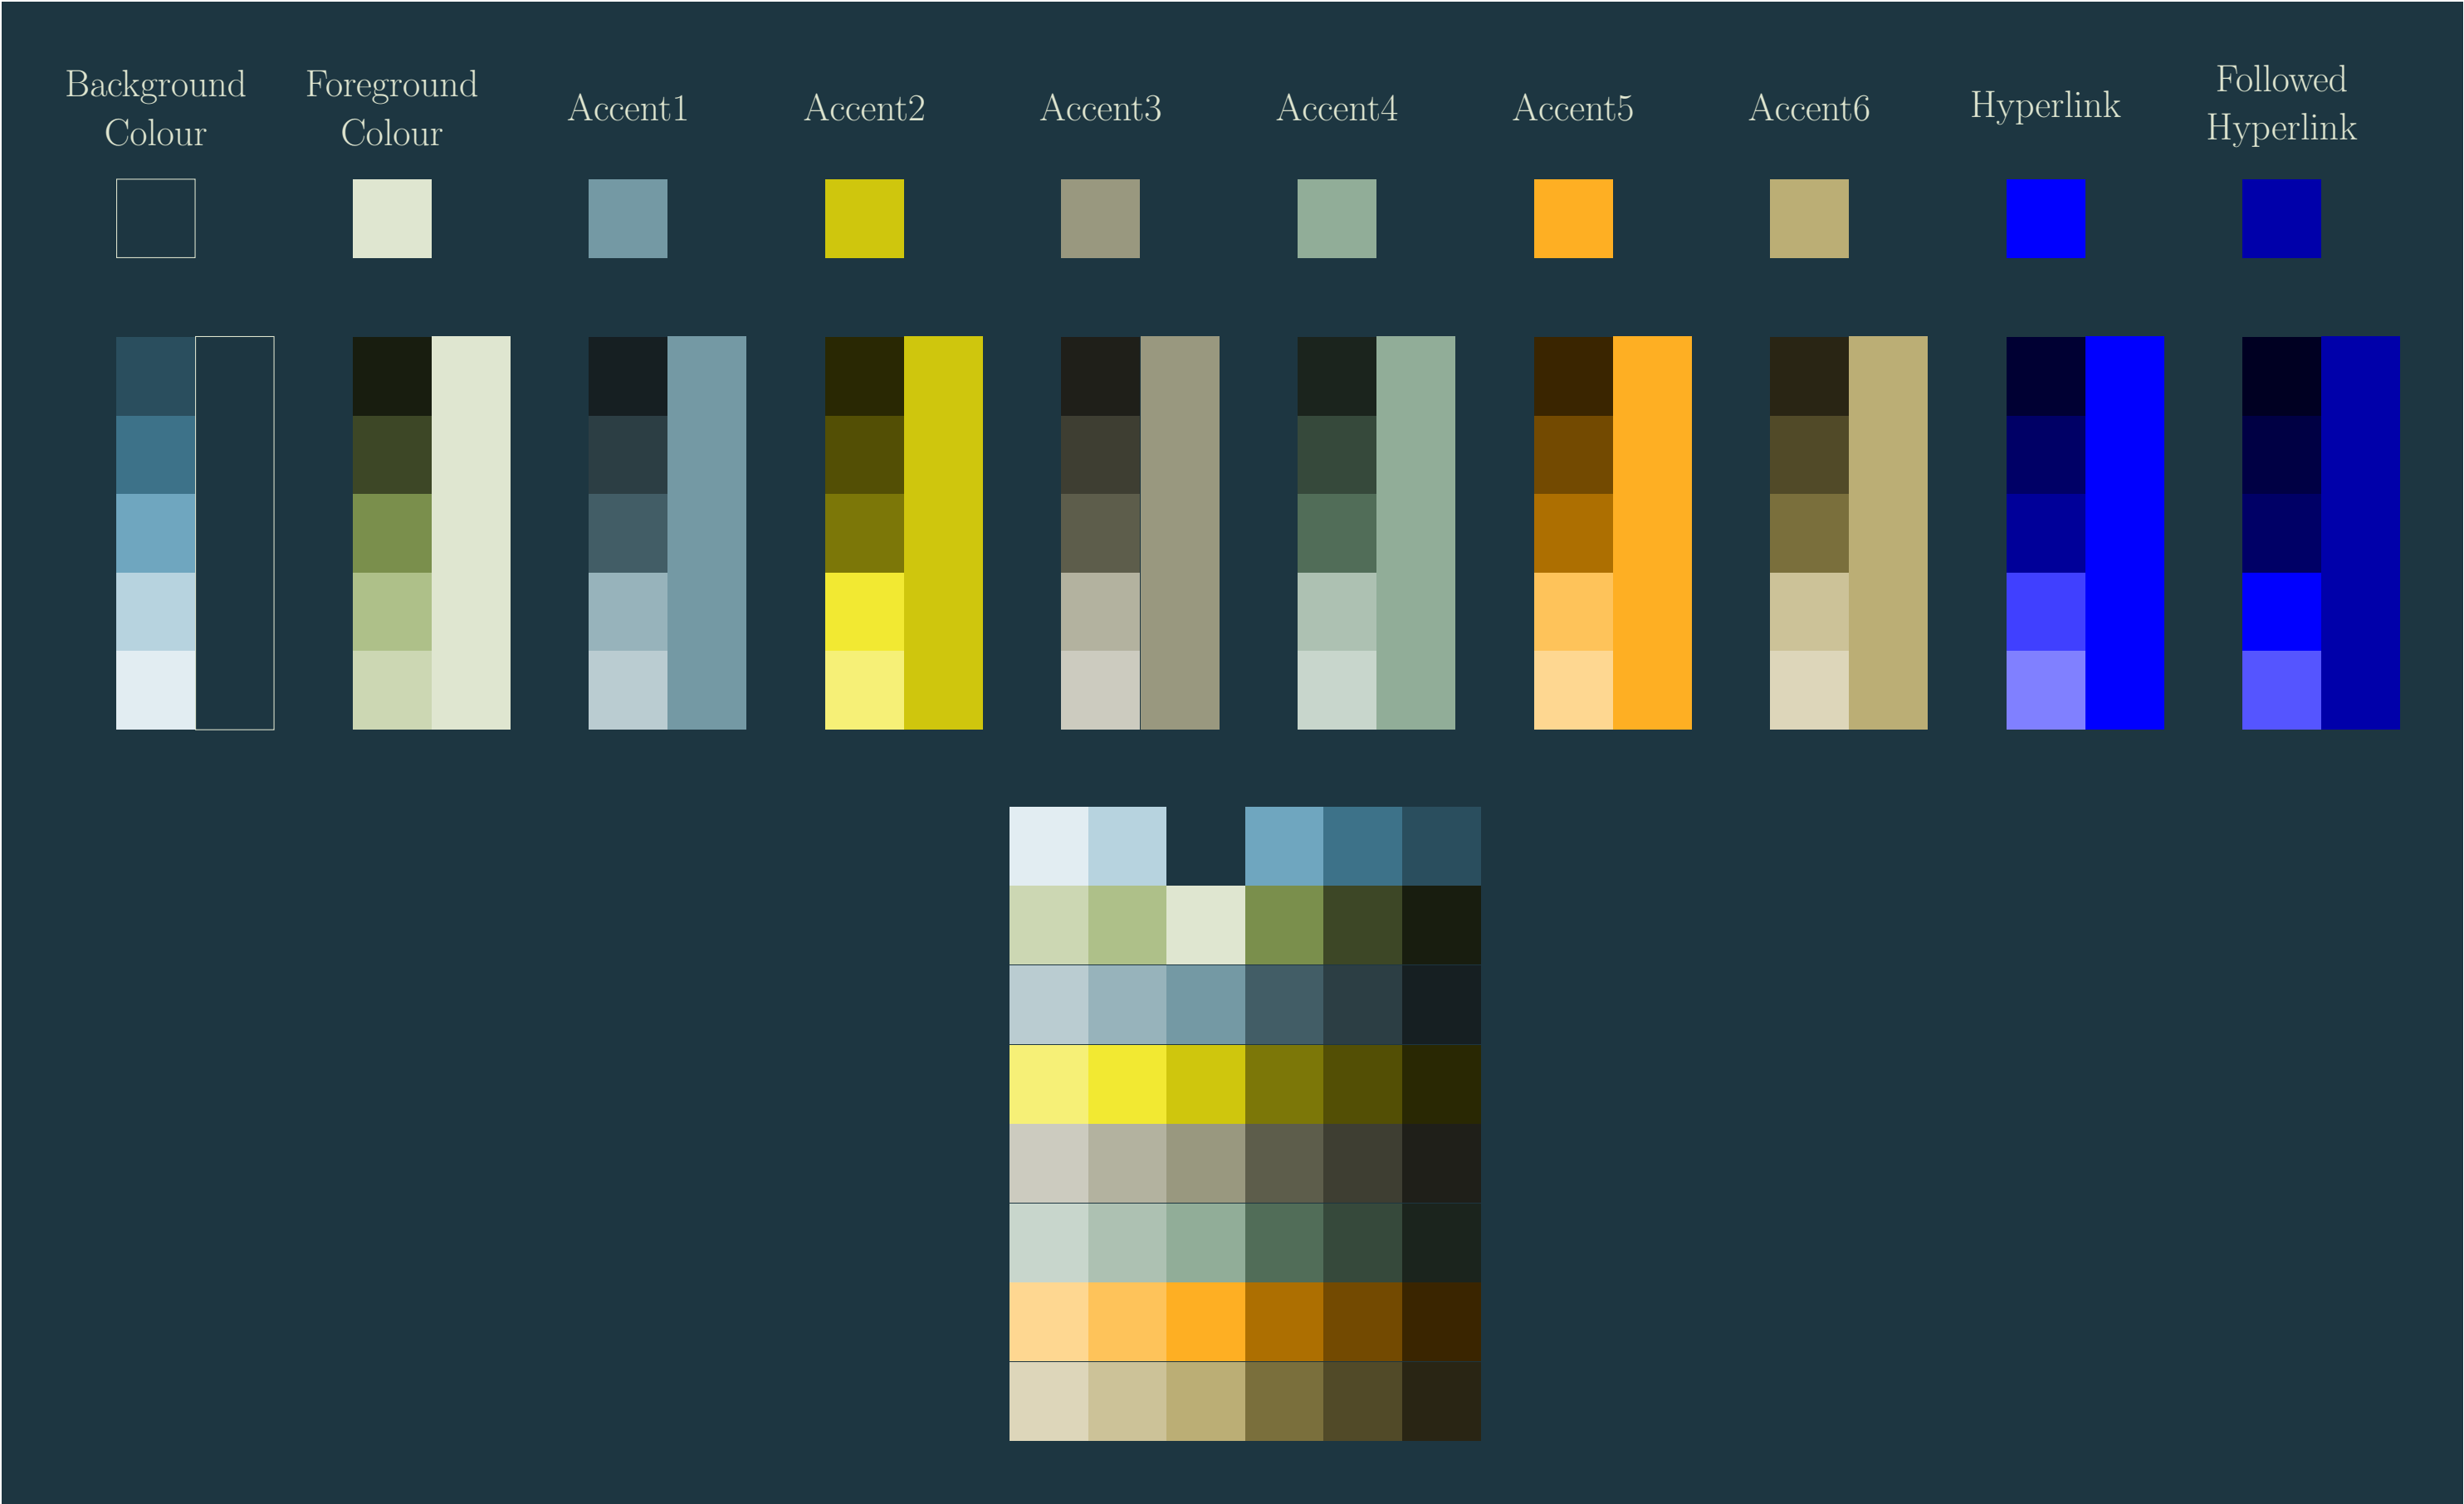 Background
Colour
Foreground
Colour
Accent1
Accent2
Accent3
Accent4
Accent5
Accent6
Hyperlink
Followed
Hyperlink